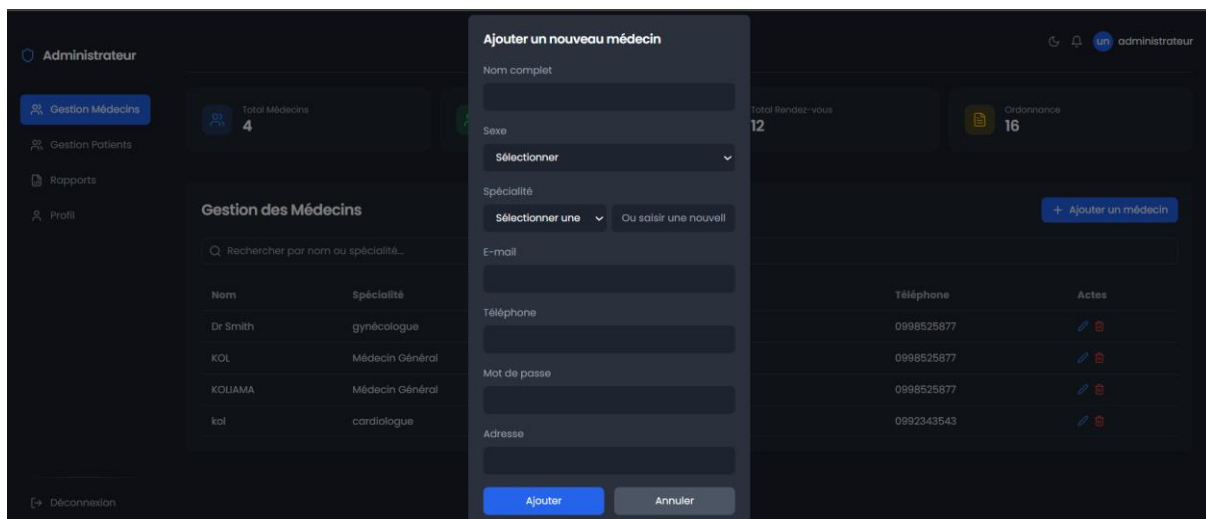 Administrateur
un administrateur
Gestion Médecins
Gestion Patients
Rapports
Profil
Déconnexion
Total Médecins
4
Total Rendez-vous
12
Ordonnance
16
Gestion des Médecins
+ Ajouter un médecin
Rechercher par nom ou spécialité...
Nom Spécialité Téléphone Actes
Dr Smith gynécologue 0998525877
KOL Médecin Général 0998525877
KOLIAMA Médecin Général 0998525877
kol cardiologue 0992343543
Ajouter un nouveau médecin
Nom complet
Sexe
Sélectionner
Spécialité
Sélectionner une Ou saisir une nouvell
E-mail
Téléphone
Mot de passe
Adresse
Ajouter Annuler